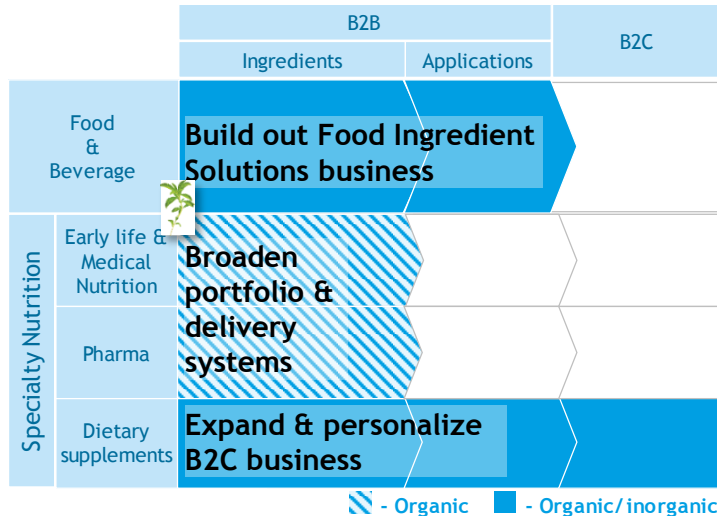 B2B
B2C
Ingredients
Applications
Food
&
Beverage
Build out Food Ingredient
Solutions business
Specialty Nutrition
Early life &
Medical
Nutrition
Broaden
portfolio &
delivery
systems
Pharma
Dietary
supplements
Expand & personalize
B2C business
- Organic
- Organic/inorganic